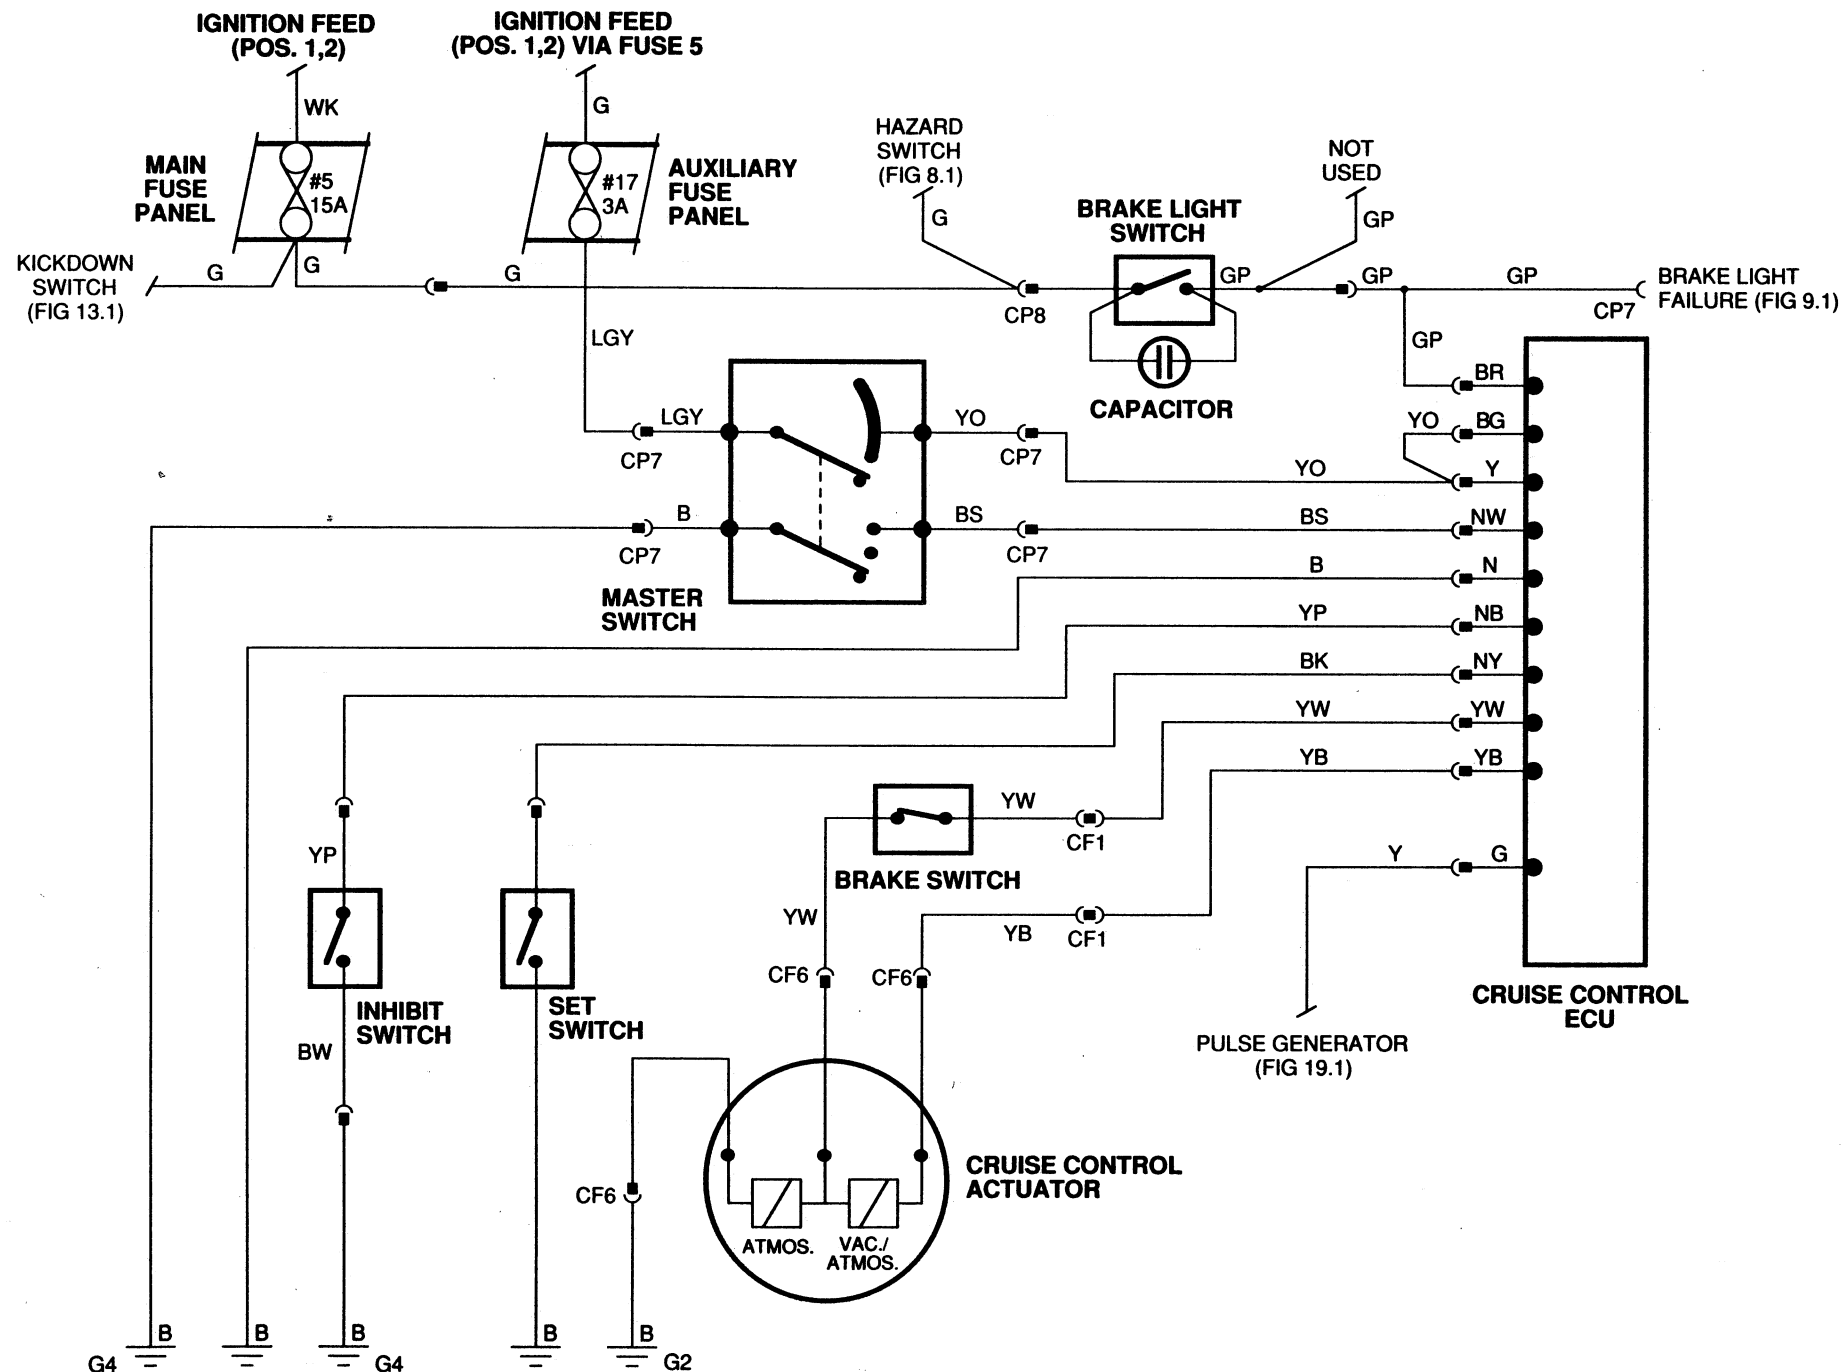 IGNITION FEED
(POS. 1,2)
IGNITION FEED
(POS. 1,2) VIA FUSE 5
WK
G
MAIN
FUSE
PANEL
#5
15A
#17
3A
AUXILIARY
FUSE
PANEL
HAZARD
SWITCH
(FIG 8.1)
G
NOT
USED
GP
BRAKE LIGHT
SWITCH
KICKDOWN
SWITCH
(FIG 13.1)
G
G
G
CP8
GP
GP
GP
CP7
BRAKE LIGHT
FAILURE (FIG 9.1)
LGY
GP
CAPACITOR
BR
LGY
CP7
YO
CP7
YO
BG
YO
Y
B
CP7
BS
CP7
BS
NW
MASTER
SWITCH
B
N
YP
NB
BK
NY
YW
YW
YB
YB
YW
CF1
BRAKE SWITCH
YP
Y
G
YW
YB
CF1
CF6
CF6
INHIBIT
SWITCH
SET
SWITCH
CRUISE CONTROL
ECU
BW
PULSE GENERATOR
(FIG 19.1)
CRUISE CONTROL
ACTUATOR
CF6
ATMOS.
VAC./
ATMOS.
B
B
B
B
B
G4
G4
G2